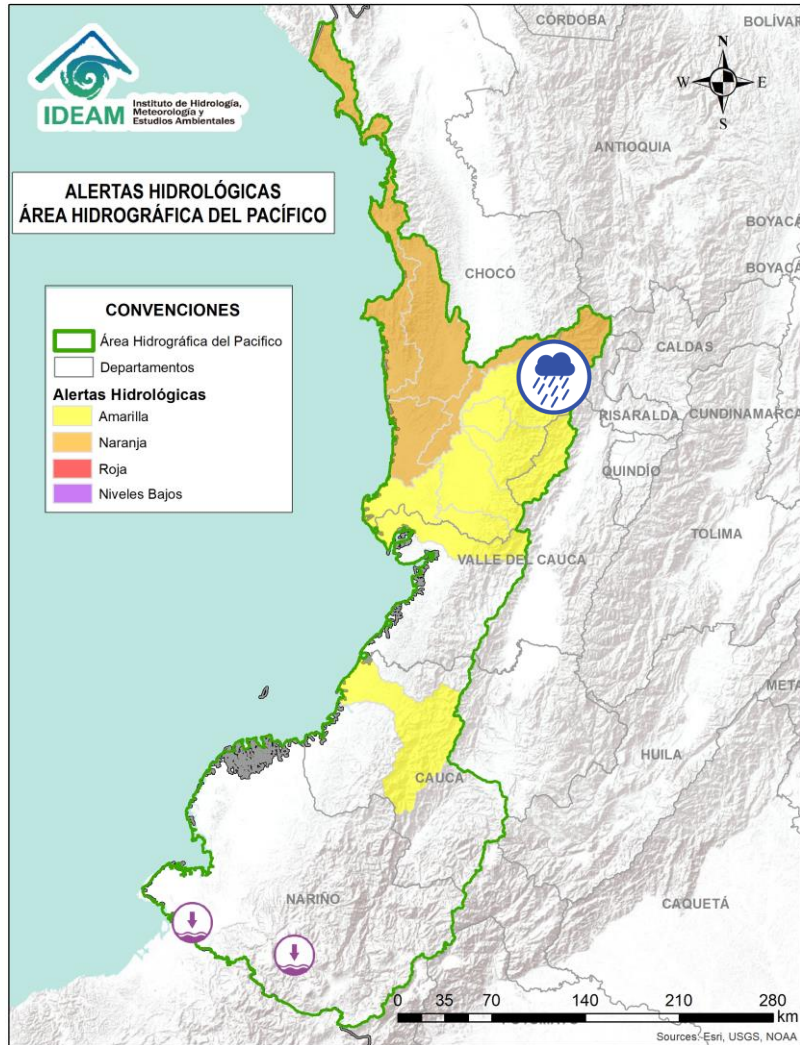 CÓRDOBA
BOLÍVAR
IDEAM
Instituto de Hidrología,
Meteorología y
Estudios Ambientales
N
W E
S
ANTIOQUIA
ALERTAS HIDROLÓGICAS
ÁREA HIDROGRÁFICA DEL PACÍFICO
BOYACÁ
CHOCÓ
BOYACÁ
CONVENCIONES
Área Hidrográfica del Pacifico
Departamentos
Alertas Hidrológicas
Amarilla
Naranja
Roja
Niveles Bajos
CALDAS
RISARALDA
CUNDINAMARCA
QUINDÍO
TOLIMA
VALLE DEL CAUCA
META
HUILA
CAUCA
NARIÑO
CAQUETÁ
0 35 70 140 210 280
km
Sources: Esri, USGS, NOAA